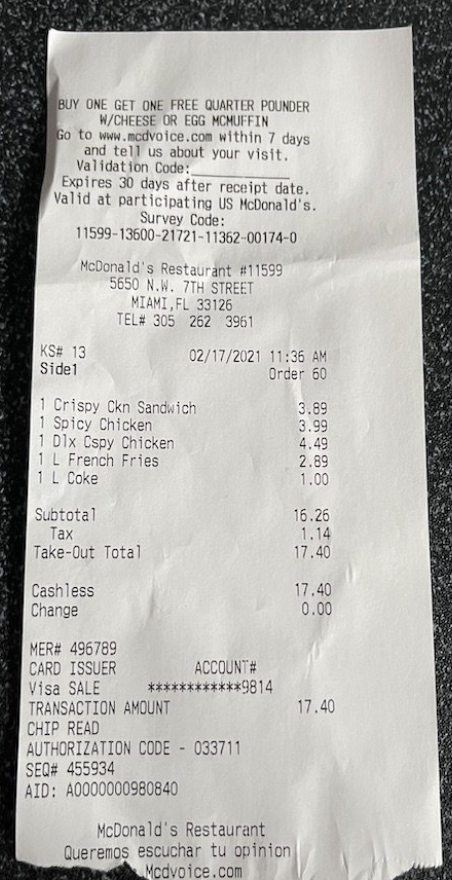 BUY ONE GET ONE FREE QUARTER POUNDER
W/CHEESE OR EGG MCMUFFIN
Go to www.mcdvoice.com within 7 days
and tell us about your visit.
Validation Code:______________
Expires 30 days after receipt date.
Valid at participating US McDonald's.
Survey Code:
11599-13600-21721-11362-00174-0
McDonald's Restaurant #11599
5650 N.W. 7TH STREET
MIAMI,FL 33126
TEL# 305 262 3961
KS# 13 02/17/2021 11:36 AM
Side1 Order 60
1 Crispy Ckn Sandwich 3.89
1 Spicy Chicken 3.99
1 Dlx Cspy Chicken 4.49
1 L French Fries 2.89
1 L Coke 1.00
Subtotal 16.26
Tax 1.14
Take-Out Total 17.40
Cashless 17.40
Change 0.00
MER# 496789
CARD ISSUER ACCOUNT#
Visa SALE ************9814
TRANSACTION AMOUNT 17.40
CHIP READ
AUTHORIZATION CODE - 033711
SEQ# 455934
AID: A0000000980840
McDonald's Restaurant
Queremos escuchar tu opinion
Mcdvoice.com